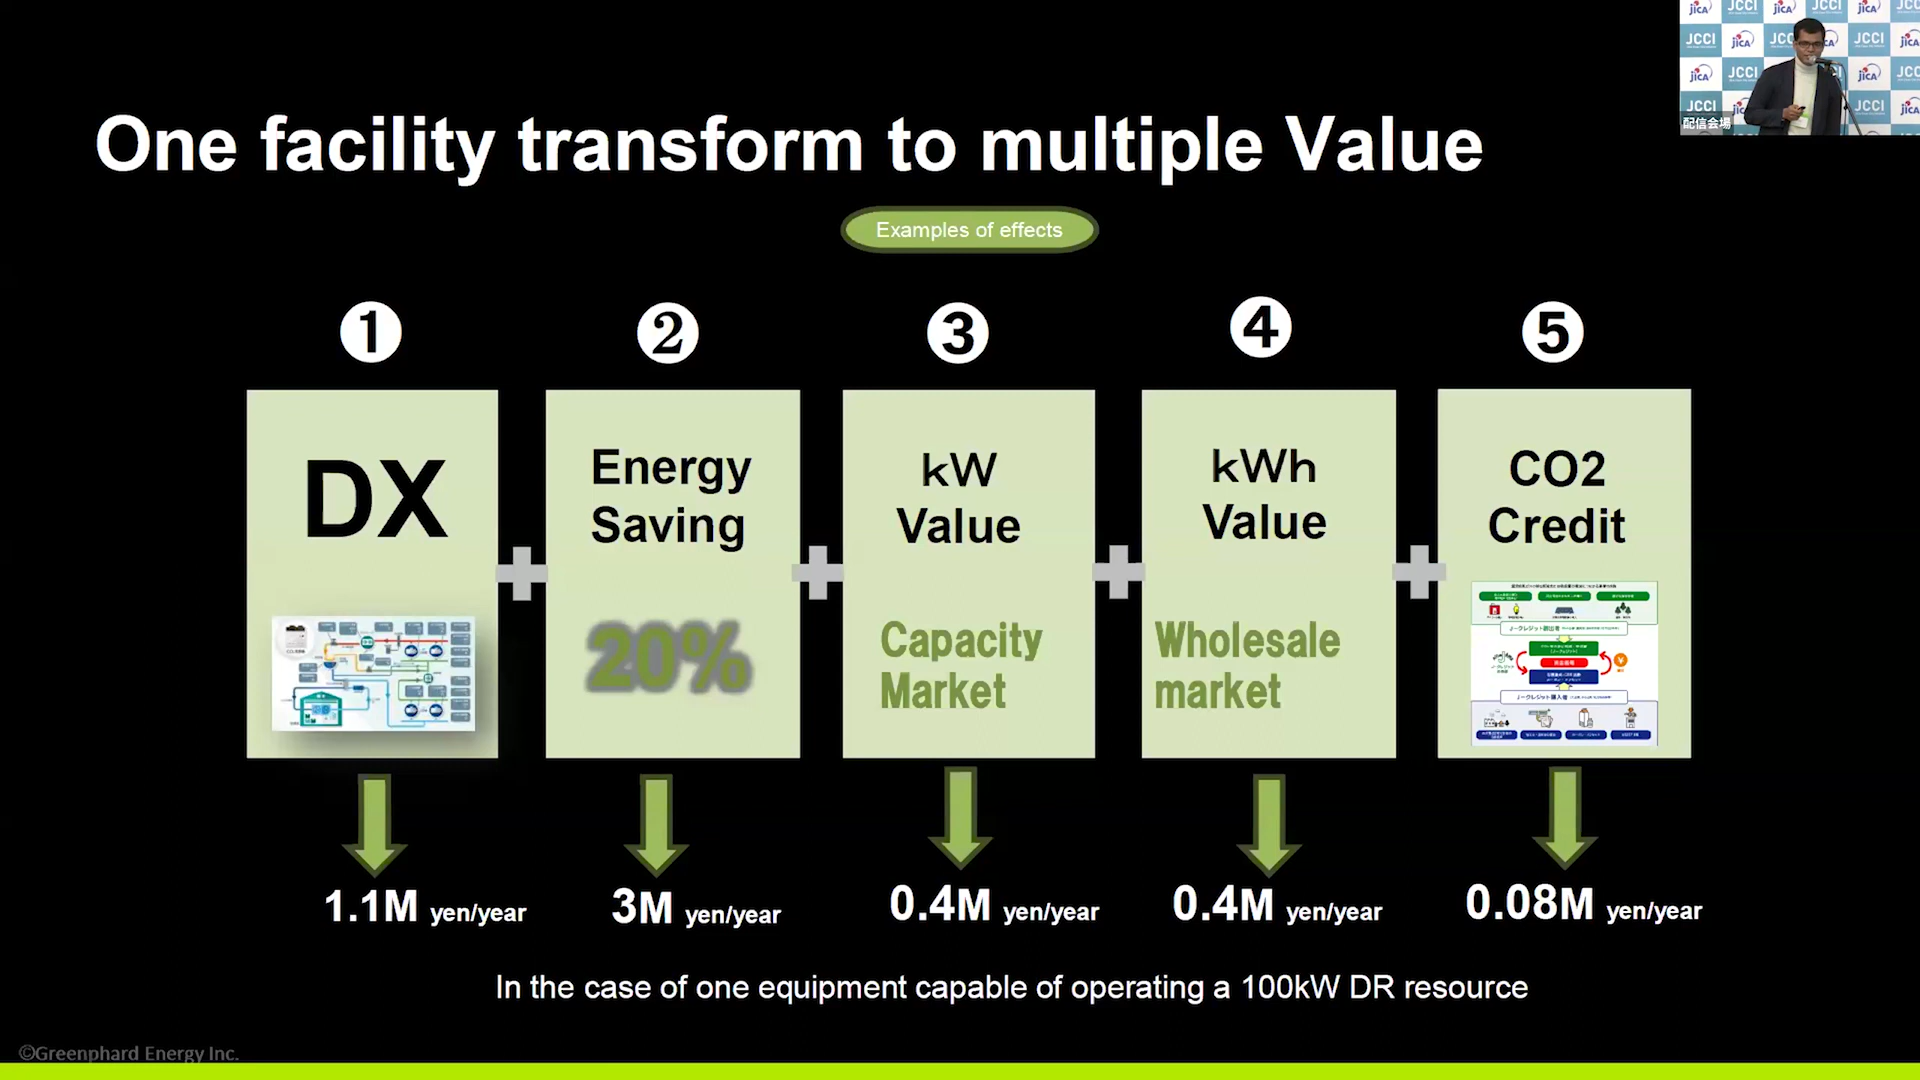 One facility transform to multiple Value
Examples of effects
1
2
3
4
5
DX
Energy
Saving
20%
kW
Value
Capacity
Market
kWh
Value
Wholesale
market
CO2
Credit
1.1M yen/year
3M yen/year
0.4M yen/year
0.4M yen/year
0.08M yen/year
In the case of one equipment capable of operating a 100kW DR resource
©Greenphard Energy Inc.
配信会場
JICA
JCCI